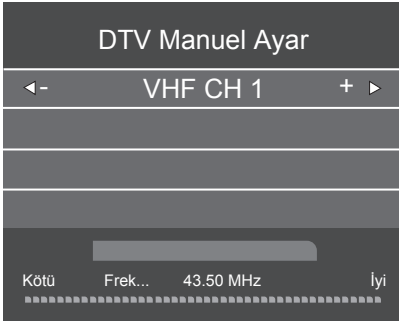 DTV Manuel Ayar
- VHF CH 1 +
Kötü Frek... 43.50 MHz İyi